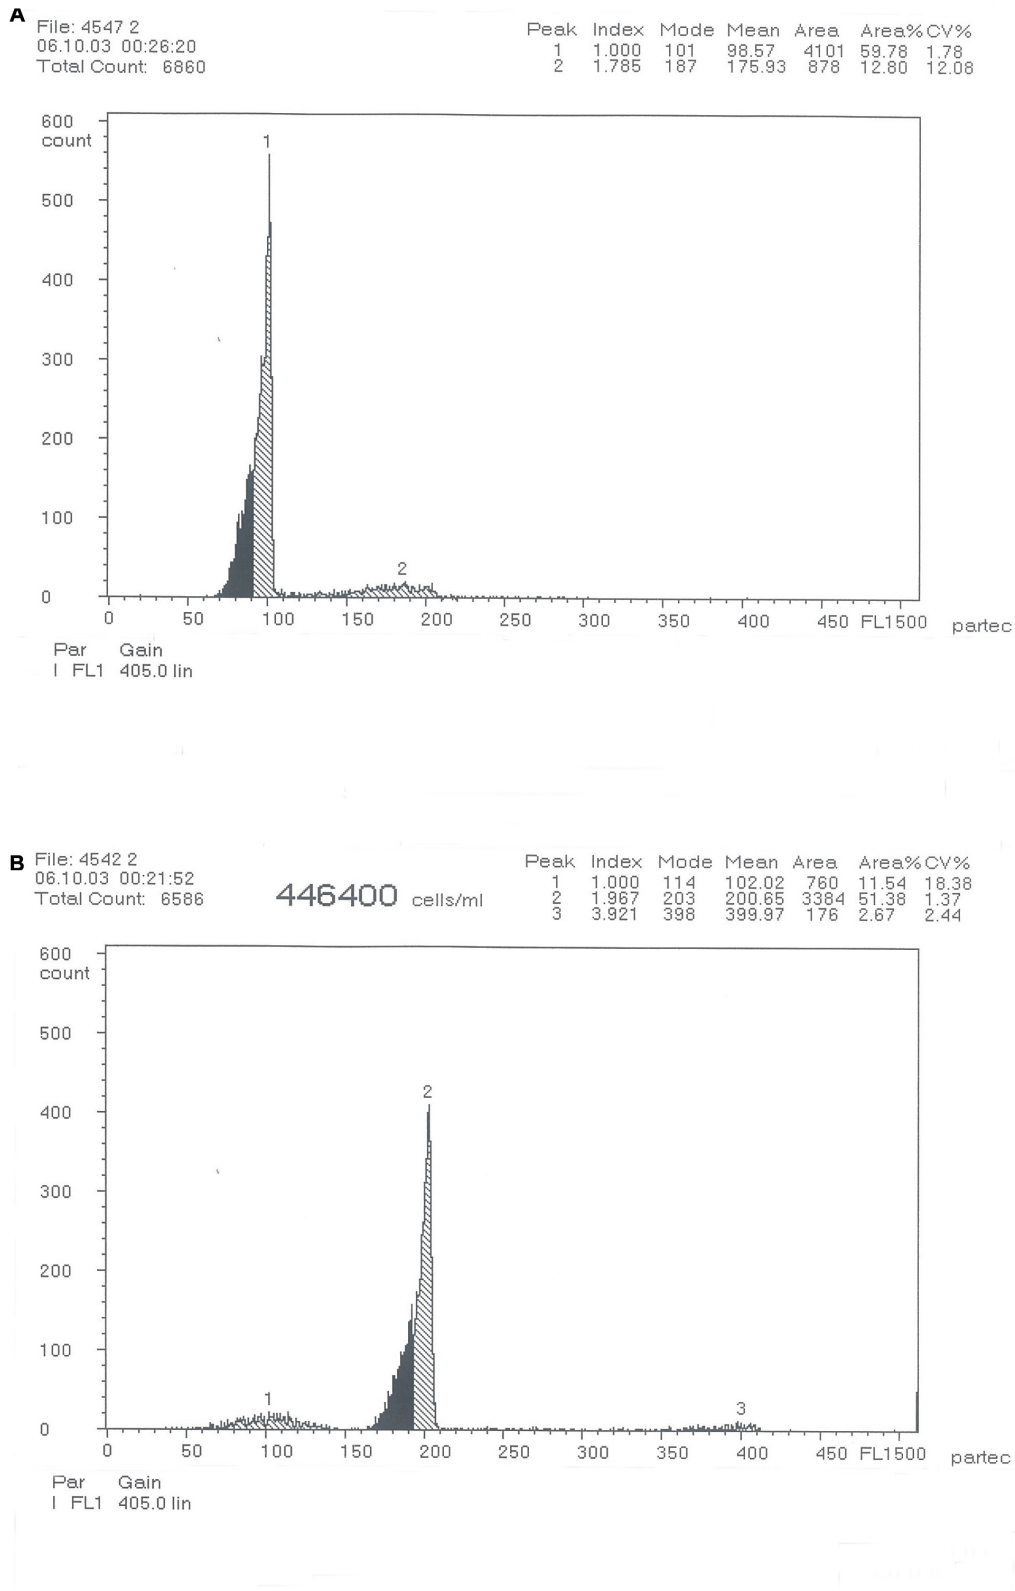 A
File: 4547 2
06.10.03 00:26:20
Total Count: 6860
Peak Index Mode Mean Area Area% CV%
1 1.000 101 98.57 4101 59.78 1.78
2 1.785 187 175.93 878 12.80 12.08
600
count
500
400
300
200
100
0
1
2
0 50 100 150 200 250 300 350 400 450 FL1500 partec
Par Gain
I FL1 405.0 lin
B
File: 4542 2
06.10.03 00:21:52
Total Count: 6586
446400 cells/ml
Peak Index Mode Mean Area Area% CV%
1 1.000 114 102.02 760 11.54 18.38
2 1.967 203 200.65 3384 51.38 1.37
3 3.921 398 399.97 176 2.67 2.44
600
count
500
400
300
200
100
0
1
2
3
0 50 100 150 200 250 300 350 400 450 FL1500 partec
Par Gain
I FL1 405.0 lin